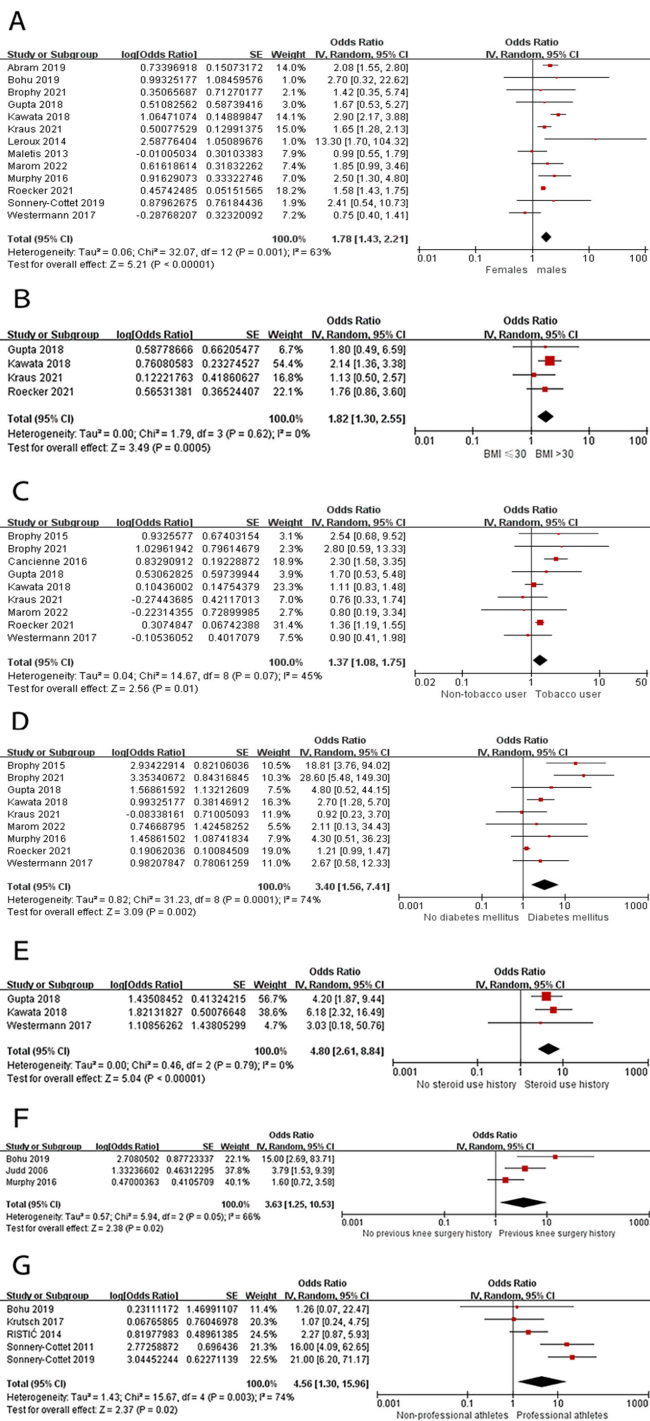 A
Odds Ratio Odds Ratio
Study or Subgroup log[Odds Ratio] SE Weight IV, Random, 95% CI IV, Random, 95% CI
Abram 2019 0.73396918 0.15073172 14.0% 2.08 [1.55, 2.80]
Bohu 2019 0.99325177 1.08459576 1.0% 2.70 [0.32, 22.62]
Brophy 2021 0.35065687 0.71270177 2.1% 1.42 [0.35, 5.74]
Gupta 2018 0.51082562 0.58739416 3.0% 1.67 [0.53, 5.27]
Kawata 2018 1.06471074 0.14889847 14.1% 2.90 [2.17, 3.88]
Kraus 2021 0.50077529 0.12991375 15.0% 1.65 [1.28, 2.13]
Leroux 2014 2.58776404 1.05089676 1.0% 13.30 [1.70, 104.32]
Maletis 2013 -0.01005034 0.30103383 7.9% 0.99 [0.55, 1.79]
Marom 2022 0.61618614 0.31832262 7.4% 1.85 [0.99, 3.46]
Murphy 2016 0.91629073 0.33322746 7.0% 2.50 [1.30, 4.80]
Roecker 2021 0.45742485 0.05151565 18.2% 1.58 [1.43, 1.75]
Sonnery-Cottet 2019 0.87962675 0.76184436 1.9% 2.41 [0.54, 10.73]
Westermann 2017 -0.28768207 0.32320092 7.2% 0.75 [0.40, 1.41]
Total (95% CI) 100.0% 1.78 [1.43, 2.21]
Heterogeneity: Tau² = 0.06; Chi² = 32.07, df = 12 (P = 0.001); I² = 63%
Test for overall effect: Z = 5.21 (P < 0.00001)
0.01 0.1 1 10 100
Females males
B
Odds Ratio Odds Ratio
Study or Subgroup log[Odds Ratio] SE Weight IV, Random, 95% CI IV, Random, 95% CI
Gupta 2018 0.58778666 0.66205477 6.7% 1.80 [0.49, 6.59]
Kawata 2018 0.76080583 0.23274527 54.4% 2.14 [1.36, 3.38]
Kraus 2021 0.12221763 0.41860627 16.8% 1.13 [0.50, 2.57]
Roecker 2021 0.56531381 0.36524407 22.1% 1.76 [0.86, 3.60]
Total (95% CI) 100.0% 1.82 [1.30, 2.55]
Heterogeneity: Tau² = 0.00; Chi² = 1.79, df = 3 (P = 0.62); I² = 0%
Test for overall effect: Z = 3.49 (P = 0.0005)
0.01 0.1 1 10 100
BMI ≤30 BMI >30
C
Odds Ratio Odds Ratio
Study or Subgroup log[Odds Ratio] SE Weight IV, Random, 95% CI IV, Random, 95% CI
Brophy 2015 0.9325577 0.67403154 3.1% 2.54 [0.68, 9.52]
Brophy 2021 1.02961942 0.79614679 2.3% 2.80 [0.59, 13.33]
Cancienne 2016 0.83290912 0.19228872 18.9% 2.30 [1.58, 3.35]
Gupta 2018 0.53062825 0.59739944 3.9% 1.70 [0.53, 5.48]
Kawata 2018 0.10436002 0.14754379 23.3% 1.11 [0.83, 1.48]
Kraus 2021 -0.27443685 0.42117013 7.3% 0.76 [0.33, 1.74]
Marom 2022 -0.22314355 0.72899985 2.7% 0.80 [0.19, 3.34]
Roecker 2021 0.3074847 0.06742388 31.4% 1.36 [1.19, 1.55]
Westermann 2017 -0.10536052 0.4017079 7.5% 0.90 [0.41, 1.98]
Total (95% CI) 100.0% 1.37 [1.08, 1.75]
Heterogeneity: Tau² = 0.04; Chi² = 14.67, df = 8 (P = 0.07); I² = 45%
Test for overall effect: Z = 2.56 (P = 0.01)
0.02 0.1 1 10 50
Non-tobacco user Tobacco user
D
Odds Ratio Odds Ratio
Study or Subgroup log[Odds Ratio] SE Weight IV, Random, 95% CI IV, Random, 95% CI
Brophy 2015 2.93422914 0.82106036 10.5% 18.81 [3.76, 94.02]
Brophy 2021 3.35340672 0.84316845 10.3% 28.60 [5.48, 149.30]
Gupta 2018 1.56861592 1.13212609 7.5% 4.80 [0.52, 44.15]
Kawata 2018 0.99325177 0.38146912 16.3% 2.70 [1.28, 5.70]
Kraus 2021 -0.08338161 0.71005093 11.9% 0.92 [0.23, 3.70]
Marom 2022 0.74668795 1.42458252 5.5% 2.11 [0.13, 34.43]
Murphy 2016 1.45861502 1.08741834 7.9% 4.30 [0.51, 36.23]
Roecker 2021 0.19062036 0.10084509 19.0% 1.21 [0.99, 1.47]
Westermann 2017 0.98207847 0.78061259 11.0% 2.67 [0.58, 12.33]
Total (95% CI) 100.0% 3.40 [1.56, 7.41]
Heterogeneity: Tau² = 0.82; Chi² = 31.23, df = 8 (P = 0.0001); I² = 74%
Test for overall effect: Z = 3.09 (P = 0.002)
0.001 0.1 1 10 1000
No diabetes mellitus Diabetes mellitus
E
Odds Ratio Odds Ratio
Study or Subgroup log[Odds Ratio] SE Weight IV, Random, 95% CI IV, Random, 95% CI
Gupta 2018 1.43508452 0.41324215 56.7% 4.20 [1.87, 9.44]
Kawata 2018 1.82131827 0.50076648 38.6% 6.18 [2.32, 16.49]
Westermann 2017 1.10856262 1.43805299 4.7% 3.03 [0.18, 50.76]
Total (95% CI) 100.0% 4.80 [2.61, 8.84]
Heterogeneity: Tau² = 0.00; Chi² = 0.46, df = 2 (P = 0.79); I² = 0%
Test for overall effect: Z = 5.04 (P < 0.00001)
0.001 0.1 1 10 1000
No steroid use history Steroid use history
F
Odds Ratio Odds Ratio
Study or Subgroup log[Odds Ratio] SE Weight IV, Random, 95% CI IV, Random, 95% CI
Bohu 2019 2.7080502 0.87723337 22.1% 15.00 [2.69, 83.71]
Judd 2006 1.33236602 0.46312295 37.8% 3.79 [1.53, 9.39]
Murphy 2016 0.47000363 0.4105709 40.1% 1.60 [0.72, 3.58]
Total (95% CI) 100.0% 3.63 [1.25, 10.53]
Heterogeneity: Tau² = 0.57; Chi² = 5.94, df = 2 (P = 0.05); I² = 66%
Test for overall effect: Z = 2.38 (P = 0.02)
0.001 0.1 1 10 1000
No previous knee surgery history Previous knee surgery history
G
Odds Ratio Odds Ratio
Study or Subgroup log[Odds Ratio] SE Weight IV, Random, 95% CI IV, Random, 95% CI
Bohu 2019 0.23111172 1.46991107 11.4% 1.26 [0.07, 22.47]
Krutsch 2017 0.06765865 0.76046978 20.3% 1.07 [0.24, 4.75]
RISTIĆ 2014 0.81977983 0.48961385 24.5% 2.27 [0.87, 5.93]
Sonnery-Cottet 2011 2.77258872 0.696436 21.3% 16.00 [4.09, 62.65]
Sonnery-Cottet 2019 3.04452244 0.62271139 22.5% 21.00 [6.20, 71.17]
Total (95% CI) 100.0% 4.56 [1.30, 15.96]
Heterogeneity: Tau² = 1.43; Chi² = 15.67, df = 4 (P = 0.003); I² = 74%
Test for overall effect: Z = 2.37 (P = 0.02)
0.01 0.1 1 10 100
Non-professional athletes Professional athletes